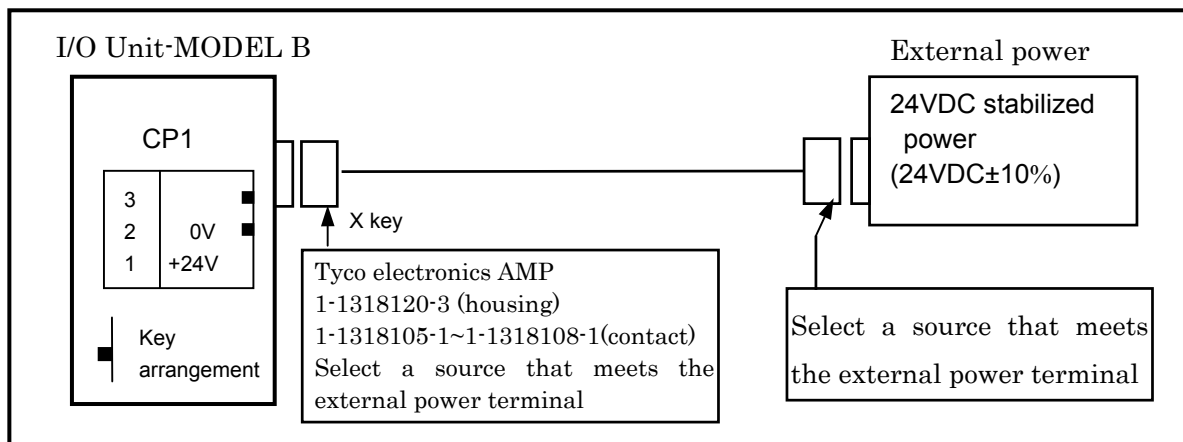 I/O Unit-MODEL B
External power
CP1
3
2 0V
1 +24V
Key
arrangement
X key
Tyco electronics AMP
1-1318120-3 (housing)
1-1318105-1~1-1318108-1(contact)
Select a source that meets the
external power terminal
24VDC stabilized
power
(24VDC±10%)
Select a source that meets
the external power terminal